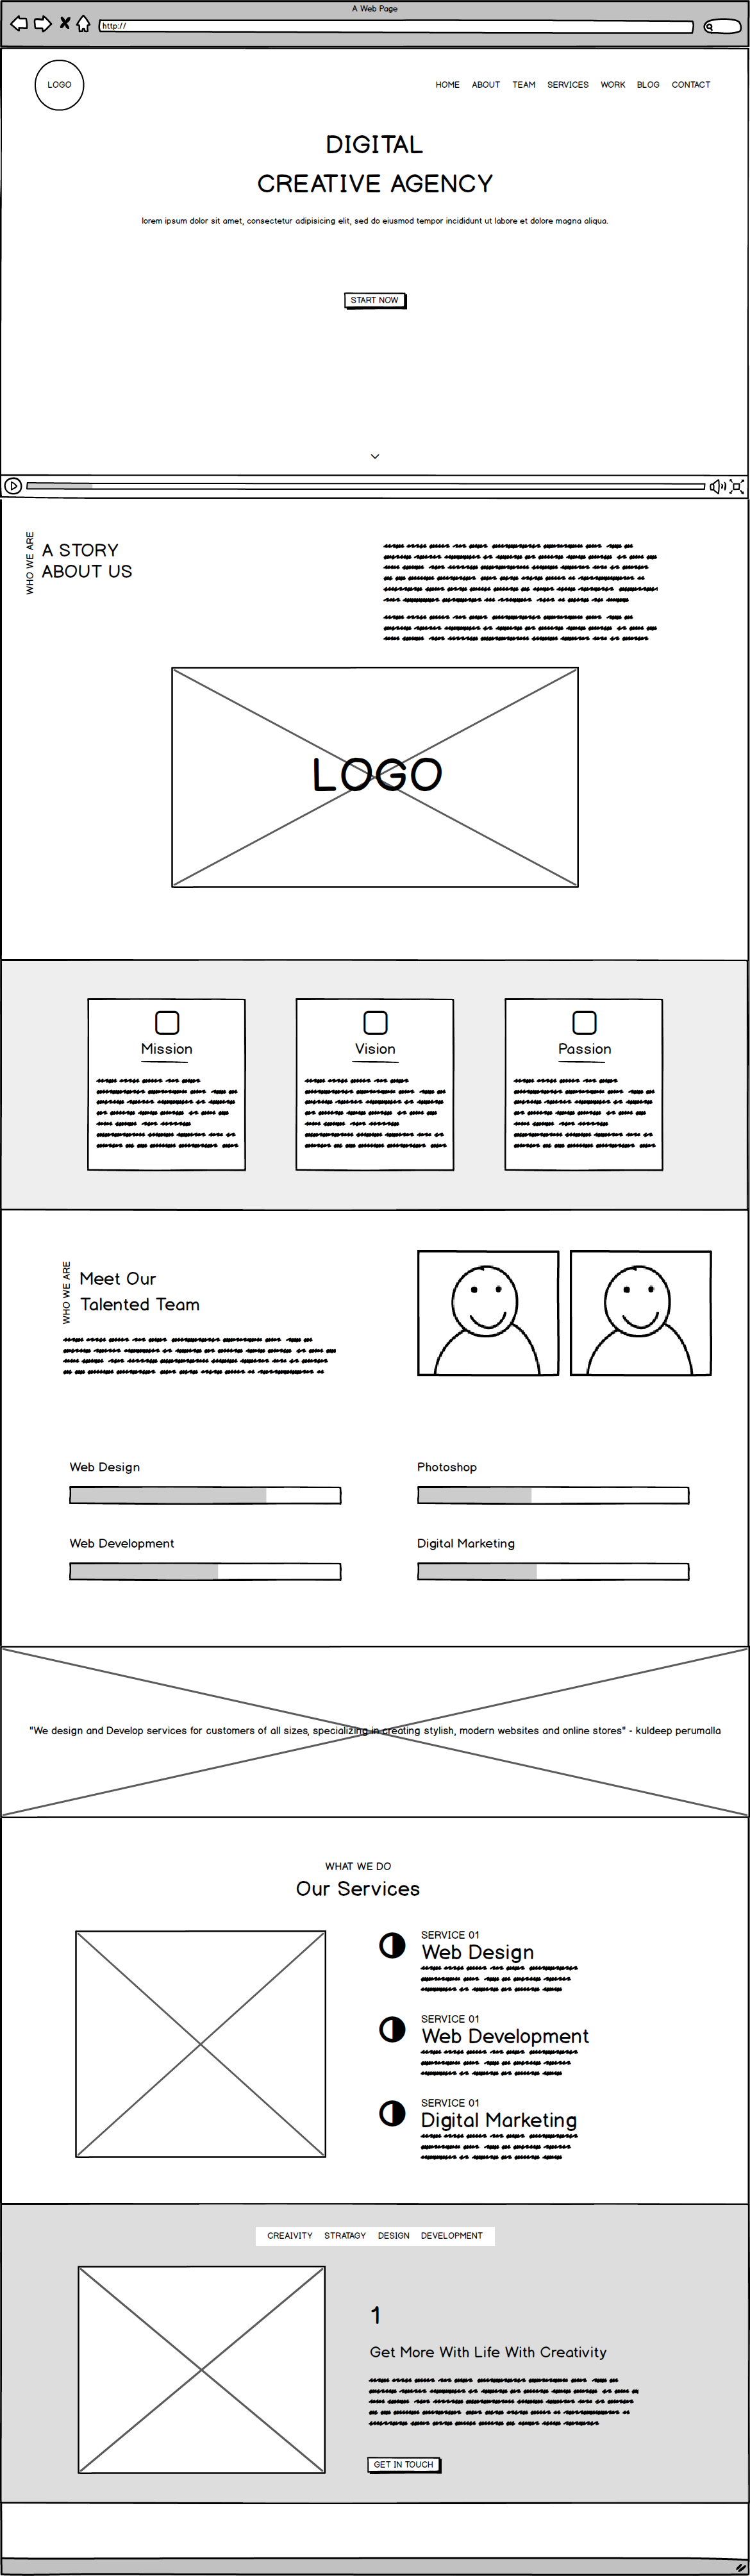 A Web Page
http://
LOGO
HOME ABOUT TEAM SERVICES WORK BLOG CONTACT
DIGITAL
CREATIVE AGENCY
lorem ipsum dolor sit amet, consectetur adipisicing elit, sed do eiusmod tempor incididunt ut labore et dolore magna aliqua.
START NOW
WHO WE ARE
A STORY
ABOUT US
LOGO
Mission
Vision
Passion
WHO WE ARE
Meet Our
Talented Team
Web Design
Photoshop
Web Development
Digital Marketing
"We design and Develop services for customers of all sizes, specializing in creating stylish, modern websites and online stores" - kuldeep perumalla
WHAT WE DO
Our Services
SERVICE 01
Web Design
SERVICE 01
Web Development
SERVICE 01
Digital Marketing
CREAIVITY STRATAGY DESIGN DEVELOPMENT
1
Get More With Life With Creativity
GET IN TOUCH